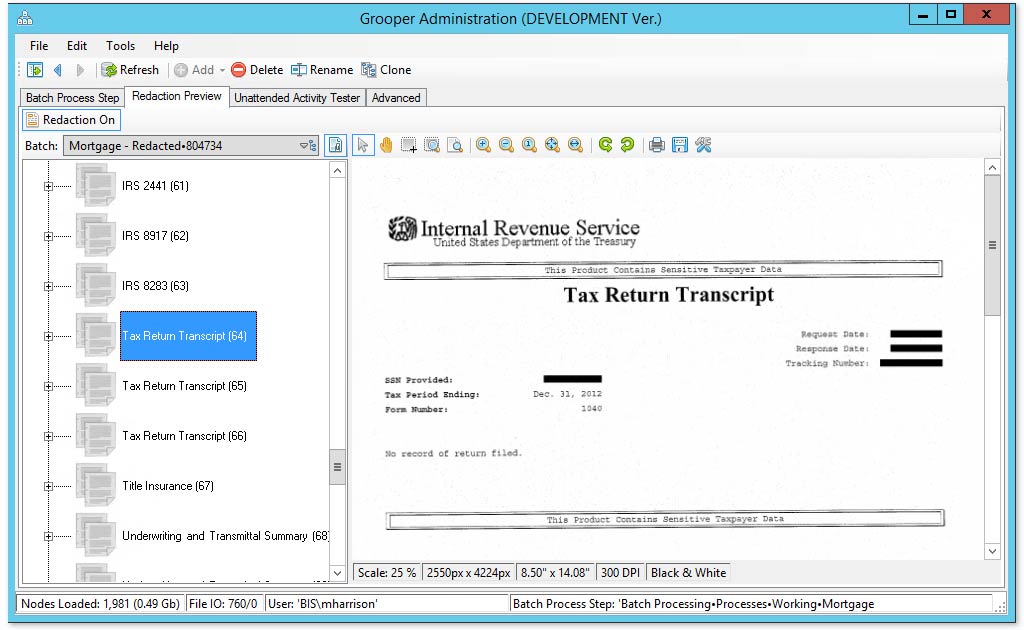 Grooper Administration (DEVELOPMENT Ver.)
File Edit Tools Help
Refresh Add Delete Rename Clone
Batch Process Step Redaction Preview Unattended Activity Tester Advanced
Redaction On
Batch: Mortgage - Redacted•804734
IRS 2441 (61)
IRS 8917 (62)
IRS 8283 (63)
Tax Return Transcript (64)
Tax Return Transcript (65)
Tax Return Transcript (66)
Title Insurance (67)
Underwriting and Transmittal Summary (68)
Internal Revenue Service
United States Department of the Treasury
This Product Contains Sensitive Taxpayer Data
Tax Return Transcript
Request Date:
Response Date:
Tracking Number:
SSN Provided:
Tax Period Ending: Dec. 31, 2012
Form Number: 1040
No record of return filed.
This Product Contains Sensitive Taxpayer Data
Scale: 25 % 2550px x 4224px 8.50" x 14.08" 300 DPI Black & White
Nodes Loaded: 1,981 (0.49 Gb) File IO: 760/0 User: 'BIS\mharrison' Batch Process Step: 'Batch Processing•Processes•Working•Mortgage